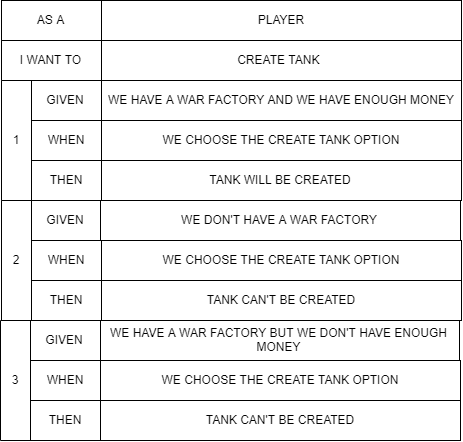 AS A PLAYER
I WANT TO CREATE TANK
1
GIVEN WE HAVE A WAR FACTORY AND WE HAVE ENOUGH MONEY
WHEN WE CHOOSE THE CREATE TANK OPTION
THEN TANK WILL BE CREATED
2
GIVEN WE DON'T HAVE A WAR FACTORY
WHEN WE CHOOSE THE CREATE TANK OPTION
THEN TANK CAN'T BE CREATED
3
GIVEN WE HAVE A WAR FACTORY BUT WE DON'T HAVE ENOUGH
MONEY
WHEN WE CHOOSE THE CREATE TANK OPTION
THEN TANK CAN'T BE CREATED